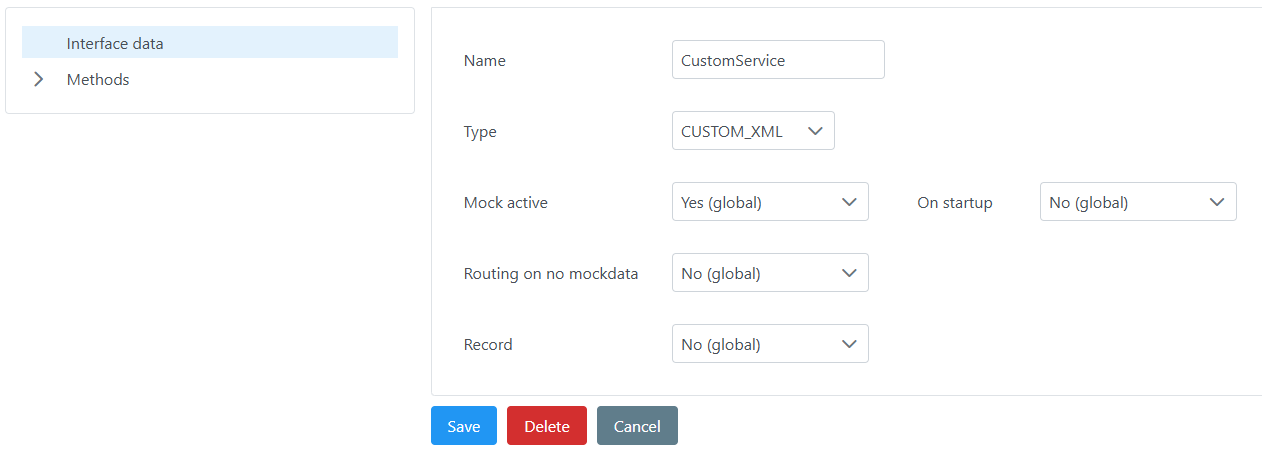 Interface data
Methods
Name CustomService
Type CUSTOM_XML
Mock active Yes (global) On startup No (global)
Routing on no mockdata No (global)
Record No (global)
Save Delete Cancel